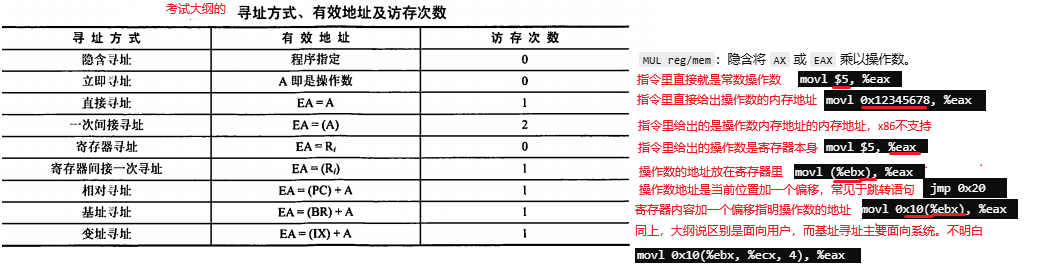 考试大纲的 寻址方式、有效地址及访存次数
寻址方式 有效地址 访存次数
隐含寻址 程序指定 0
MUL reg/mem：隐含将 AX 或 EAX 乘以操作数。
立即寻址 A 即是操作数 0
指令里直接就是常数操作数 movl $5, %eax
直接寻址 EA = A 1
指令里直接给出操作数的内存地址 movl 0x12345678, %eax
一次间接寻址 EA = (A) 2
指令里给出的是操作数内存地址的内存地址，x86不支持
寄存器寻址 EA = Ri 0
指令里给出的操作数是寄存器本身 movl $5, %eax
寄存器间接一次寻址 EA = (Ri) 1
操作数的地址放在寄存器里 movl (%ebx), %eax
相对寻址 EA = (PC) + A 1
操作数地址是当前位置加一个偏移，常见于跳转语句 jmp 0x20
基址寻址 EA = (BR) + A 1
寄存器内容加一个偏移指明操作数的地址 movl 0x10(%ebx), %eax
变址寻址 EA = (IX) + A 1
同上，大纲说区别是面向用户，而基址寻址主要面向系统。不明白
movl 0x10(%ebx, %ecx, 4), %eax